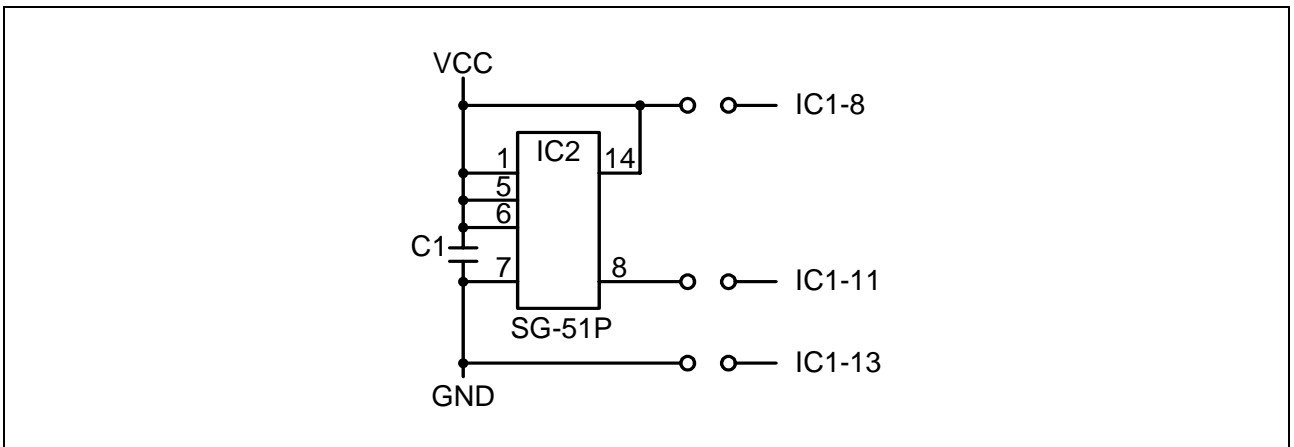 VCC
IC1-8
IC2
1
14
5
6
C1
7
8
IC1-11
SG-51P
IC1-13
GND